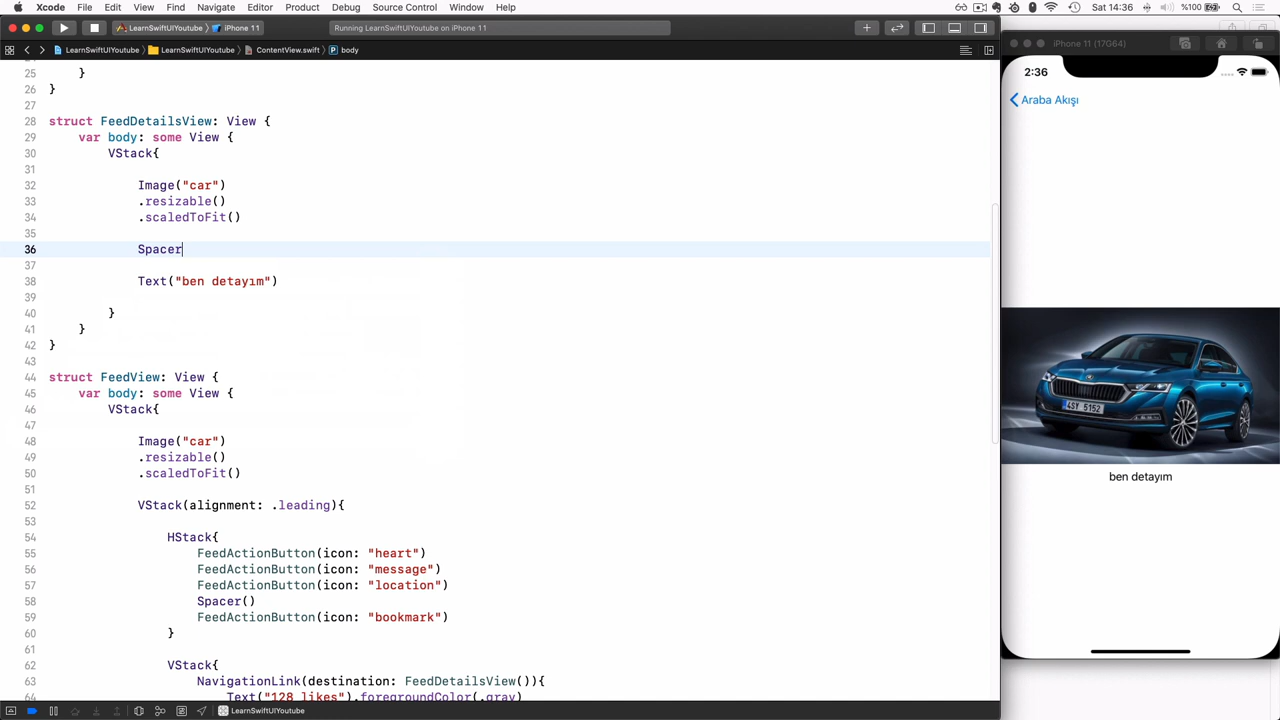 Xcode File Edit View Find Navigate Editor Product Debug Source Control Window Help
%100 Sat 14:36
LearnSwiftUIYoutube iPhone 11 Running LearnSwiftUIYoutube on iPhone 11
LearnSwiftUIYoutube LearnSwiftUIYoutube ContentView.swift body
25 }
26 }
27
28 struct FeedDetailsView: View {
29 var body: some View {
30 VStack{
31
32 Image("car")
33 .resizable()
34 .scaledToFit()
35
36 Spacer
37
38 Text("ben detayım")
39
40 }
41 }
42 }
43
44 struct FeedView: View {
45 var body: some View {
46 VStack{
47
48 Image("car")
49 .resizable()
50 .scaledToFit()
51
52 VStack(alignment: .leading){
53
54 HStack{
55 FeedActionButton(icon: "heart")
56 FeedActionButton(icon: "message")
57 FeedActionButton(icon: "location")
58 Spacer()
59 FeedActionButton(icon: "bookmark")
60 }
61
62 VStack{
63 NavigationLink(destination: FeedDetailsView()){
64 Text("128 likes").foregroundColor(.gray)
LearnSwiftUIYoutube
iPhone 11 (17G64)
2:36
Araba Akışı
4SY 5152
ben detayım